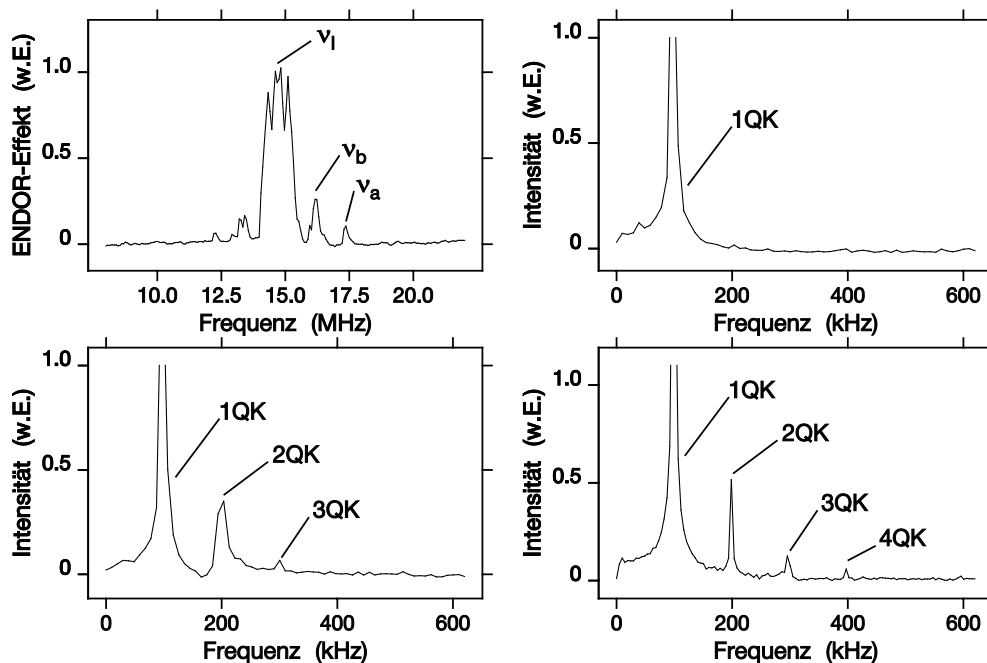 ENDOR-Effekt (w.E.)
1.0
0.5
0
νl
νb
νa
10.0 12.5 15.0 17.5 20.0
Frequenz (MHz)
Intensität (w.E.)
1.0
0.5
0
1QK
0 200 400 600
Frequenz (kHz)
Intensität (w.E.)
1.0
0.5
0
1QK
2QK
3QK
0 200 400 600
Frequenz (kHz)
Intensität (w.E.)
1.0
0.5
0
1QK
2QK
3QK
4QK
0 200 400 600
Frequenz (kHz)